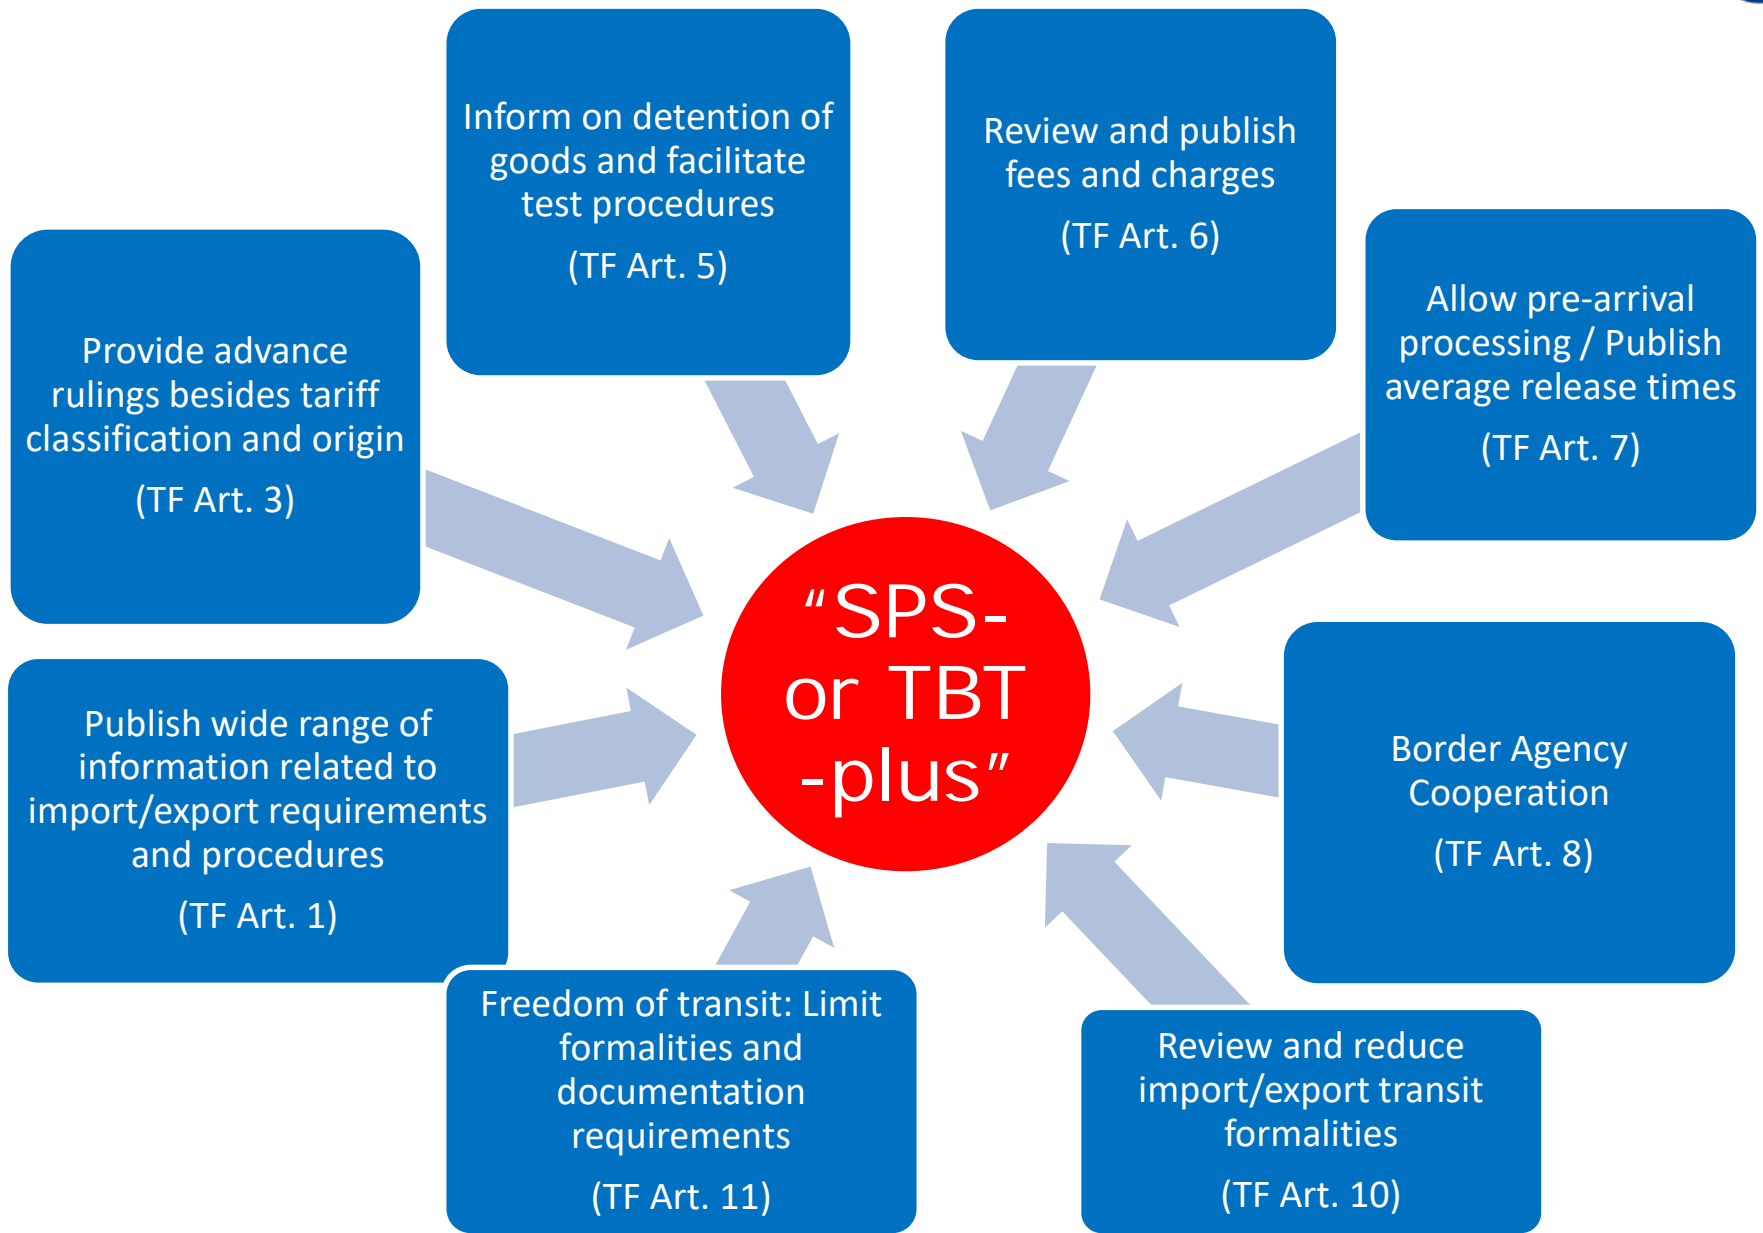 Inform on detention of
goods and facilitate
test procedures
(TF Art. 5)
Review and publish
fees and charges
(TF Art. 6)
Allow pre-arrival
processing / Publish
average release times
(TF Art. 7)
Provide advance
rulings besides tariff
classification and origin
(TF Art. 3)
“SPS-
or TBT
-plus”
Publish wide range of
information related to
import/export requirements
and procedures
(TF Art. 1)
Border Agency
Cooperation
(TF Art. 8)
Freedom of transit: Limit
formalities and
documentation
requirements
(TF Art. 11)
Review and reduce
import/export transit
formalities
(TF Art. 10)